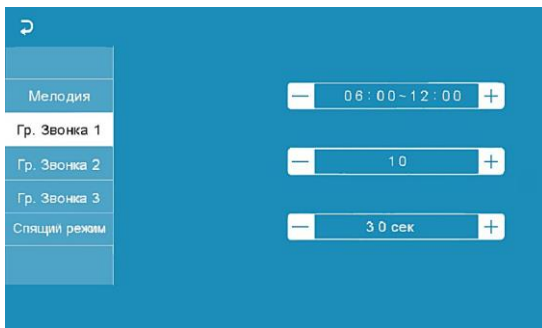 Мелодия
06:00~12:00
Гр. Звонка 1
Гр. Звонка 2
10
Гр. Звонка 3
Спящий режим
30 сек